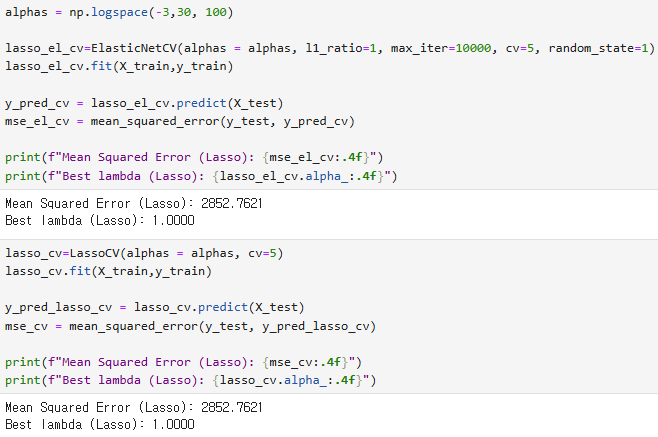 alphas = np.logspace(-3,30, 100)
lasso_el_cv=ElasticNetCV(alphas = alphas, l1_ratio=1, max_iter=10000, cv=5, random_state=1)
lasso_el_cv.fit(X_train,y_train)
y_pred_cv = lasso_el_cv.predict(X_test)
mse_el_cv = mean_squared_error(y_test, y_pred_cv)
print(f"Mean Squared Error (Lasso): {mse_el_cv:.4f}")
print(f"Best lambda (Lasso): {lasso_el_cv.alpha_:.4f}")
Mean Squared Error (Lasso): 2852.7621
Best lambda (Lasso): 1.0000
lasso_cv=LassoCV(alphas = alphas, cv=5)
lasso_cv.fit(X_train,y_train)
y_pred_lasso_cv = lasso_cv.predict(X_test)
mse_cv = mean_squared_error(y_test, y_pred_lasso_cv)
print(f"Mean Squared Error (Lasso): {mse_cv:.4f}")
print(f"Best lambda (Lasso): {lasso_cv.alpha_:.4f}")
Mean Squared Error (Lasso): 2852.7621
Best lambda (Lasso): 1.0000